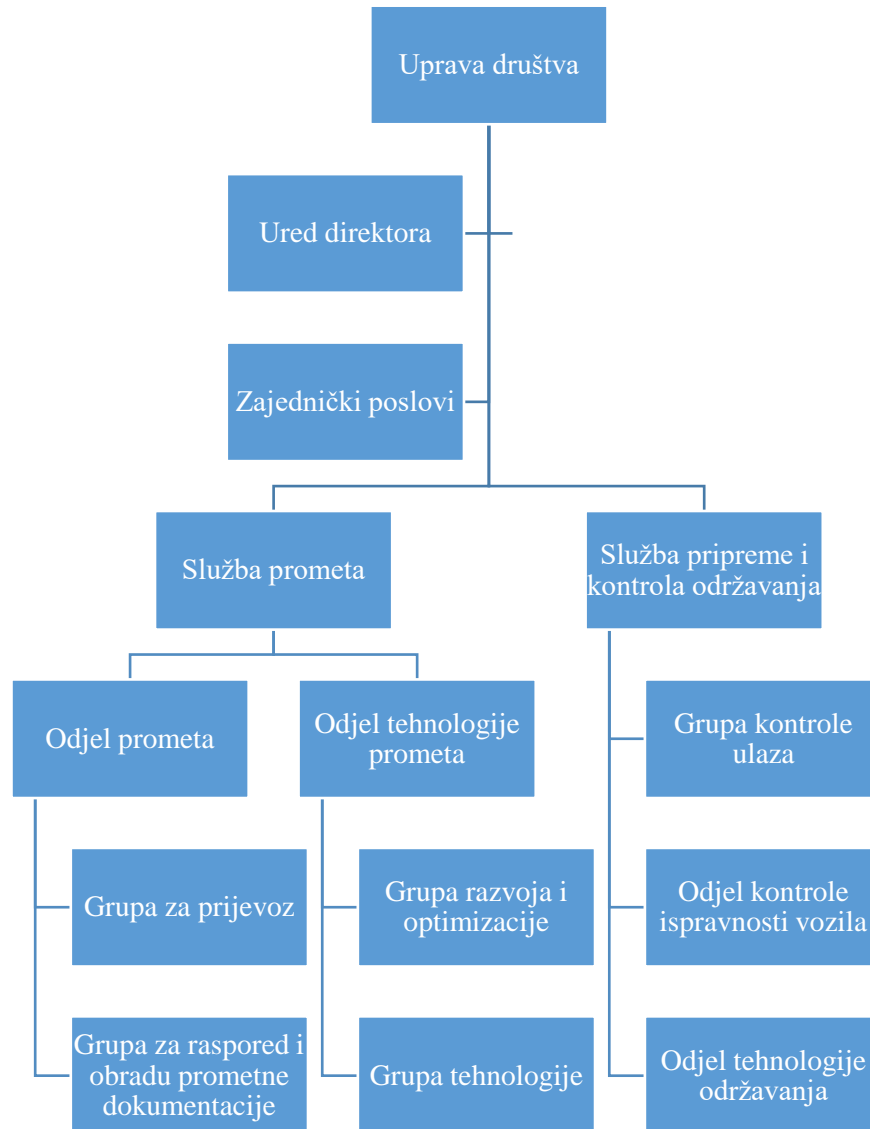 Uprava društva
Ured direktora
Zajednički poslovi
Služba prometa
Služba pripreme i
kontrola održavanja
Odjel prometa
Odjel tehnologije
prometa
Grupa kontrole
ulaza
Grupa za prijevoz
Grupa razvoja i
optimizacije
Odjel kontrole
ispravnosti vozila
Grupa za raspored i
obradu prometne
dokumentacije
Grupa tehnologije
Odjel tehnologije
održavanja